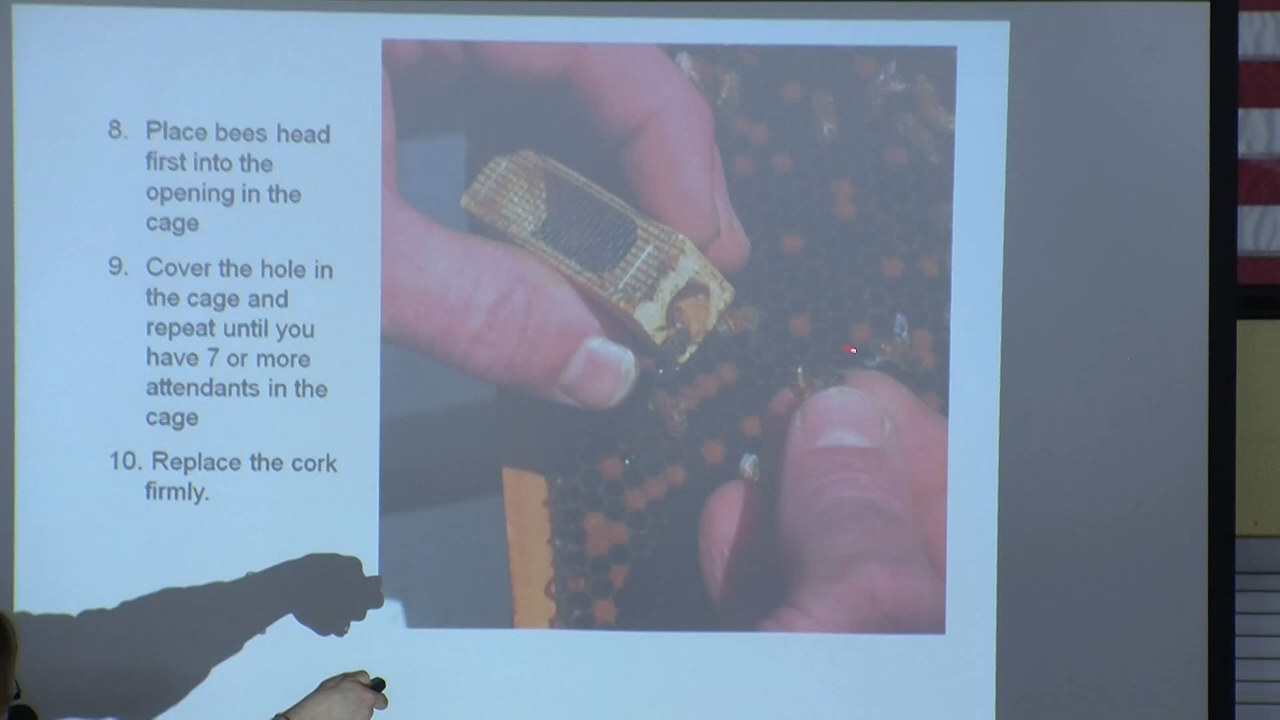 8. Place bees head
first into the
opening in the
cage
9. Cover the hole in
the cage and
repeat until you
have 7 or more
attendants in the
cage
10. Replace the cork
firmly.